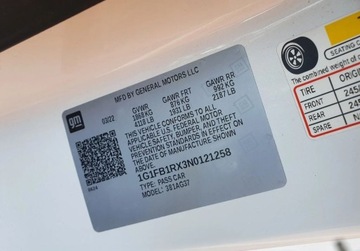 gm
MFD BY GENERAL MOTORS LLC
03/22
GVWR GAWR FRT GAWR RR
1868 KG 876 KG 992 KG
4118 LB 1931 LB 2187 LB
THIS VEHICLE CONFORMS TO ALL
APPLICABLE U.S. FEDERAL MOTOR
VEHICLE SAFETY, BUMPER, AND THEFT
PREVENTION STANDARDS IN EFFECT ON
THE DATE OF MANUFACTURE SHOWN ABOVE.
1G1FB1RX3N0121258
TYPE: PASS CAR
MODEL: 381AG37
SEATING CA
The combined weight of
TIRE ORIGIN
FRONT 245/
REAR 245
SPARE